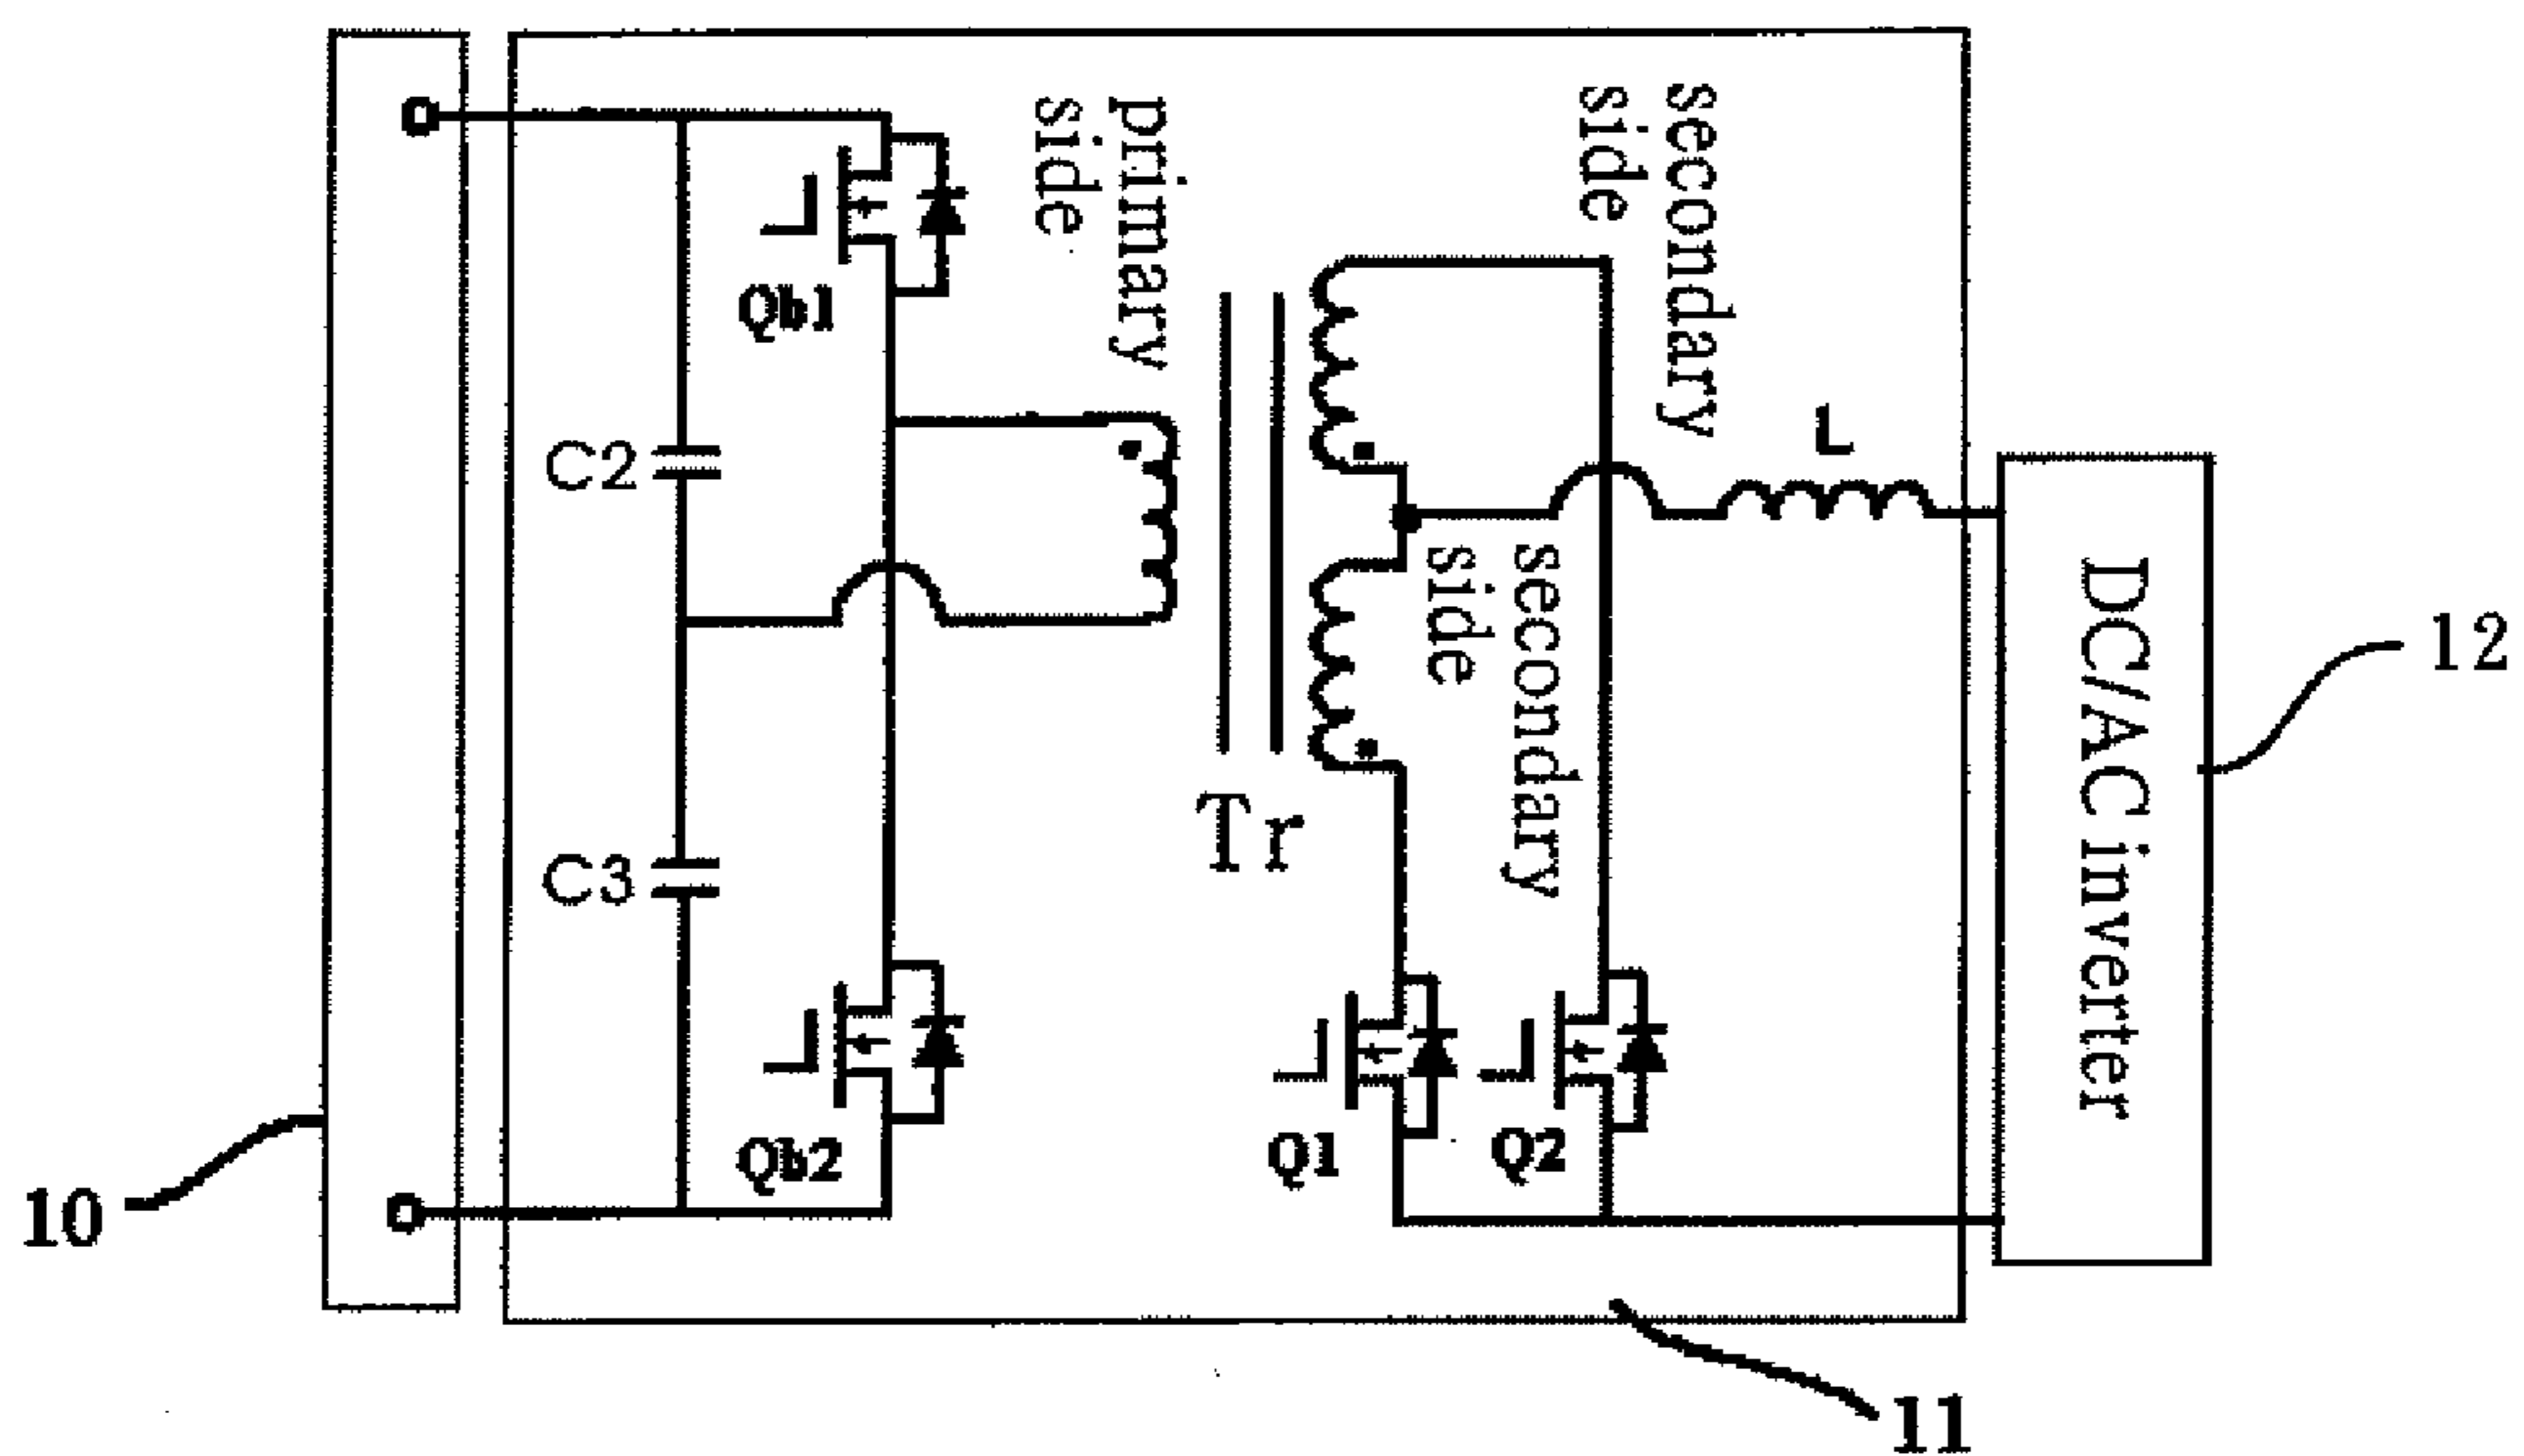 primary
side
secondary
side
Qb1
L
C2
secondary
side
DC/AC inverter
12
Tr
C3
Qb2
Q1
Q2
10
11